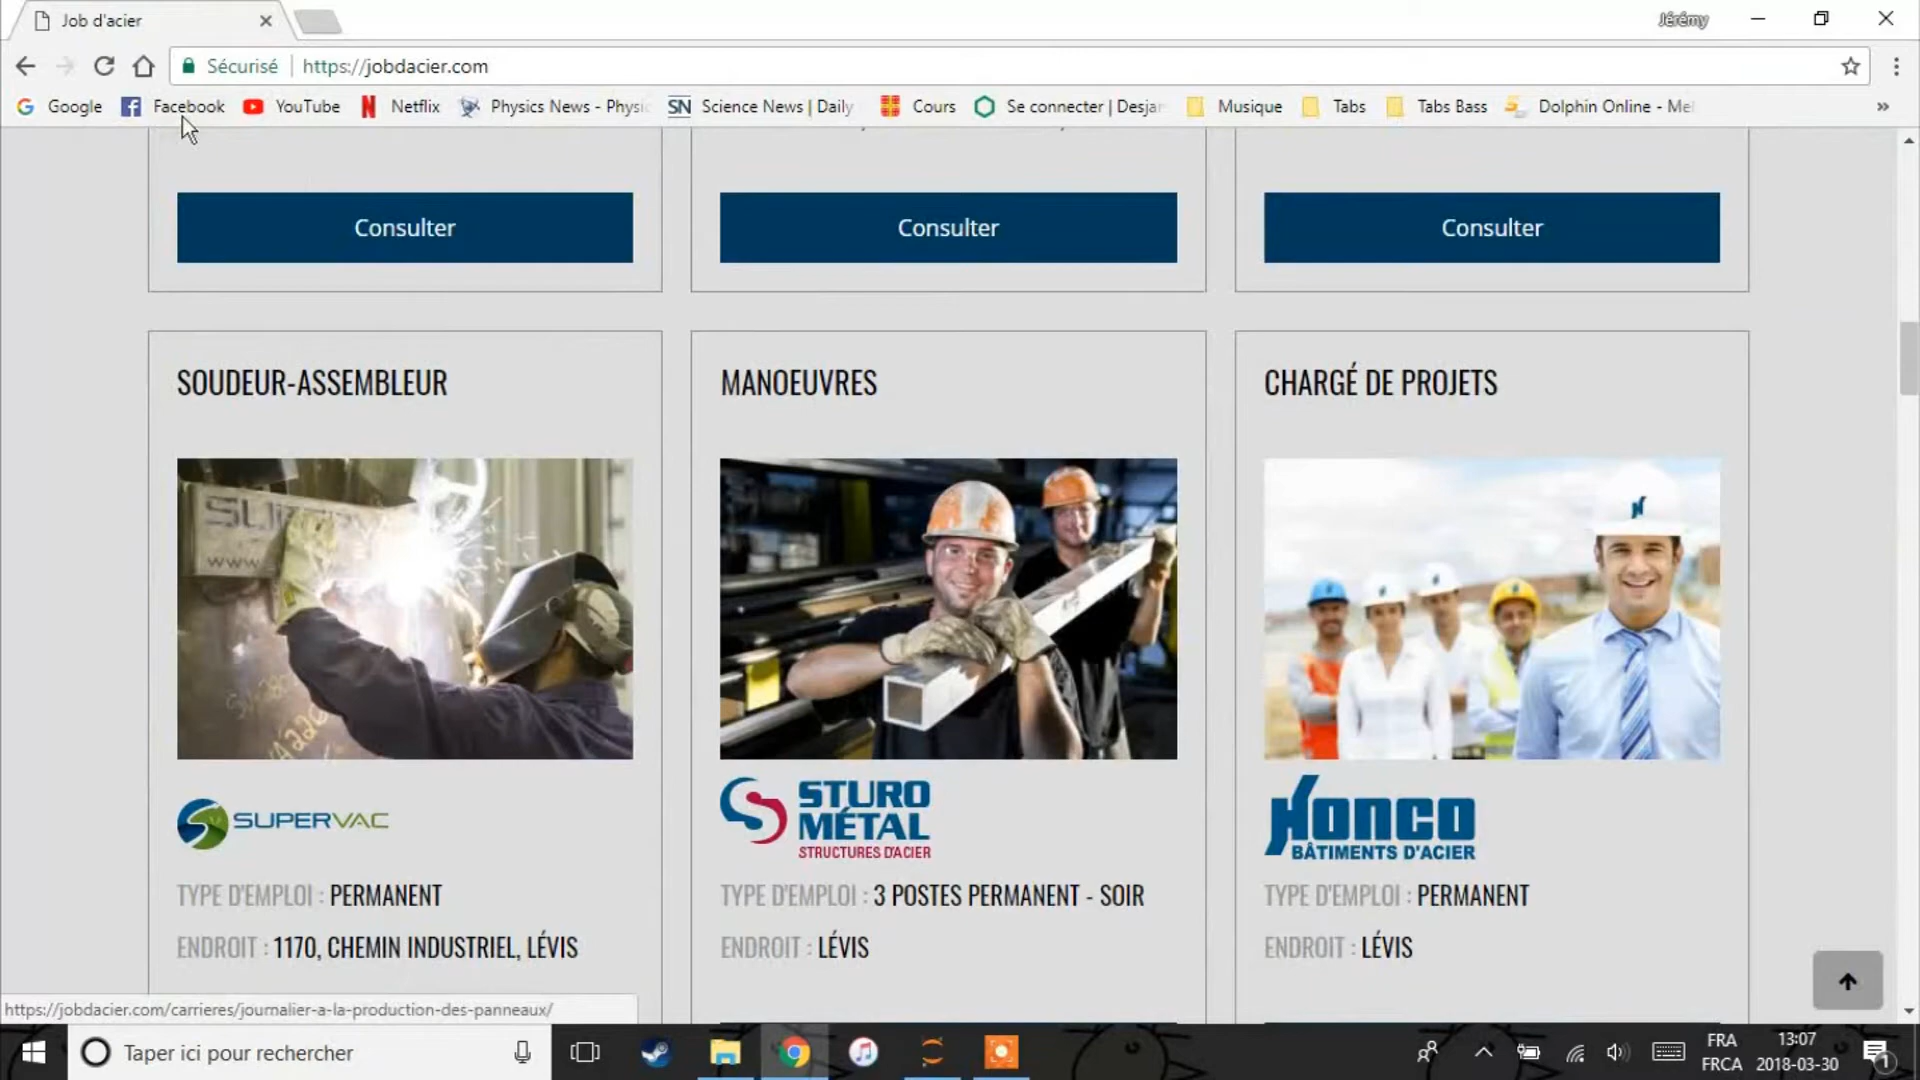 Job d'acier
Jérémy
Sécurisé
https://jobdacier.com
Google
Facebook
YouTube
Netflix
Physics News - Physi
SN Science News | Daily
Cours
Se connecter | Desjar
Musique
Tabs
Tabs Bass
Dolphin Online - Mel
»
Consulter
Consulter
Consulter
SOUDEUR-ASSEMBLEUR
MANOEUVRES
CHARGÉ DE PROJETS
www
SUPERVAC
STURO
MÉTAL
STRUCTURES D'ACIER
HONCO
BÂTIMENTS D'ACIER
TYPE D'EMPLOI : PERMANENT
TYPE D'EMPLOI : 3 POSTES PERMANENT - SOIR
TYPE D'EMPLOI : PERMANENT
ENDROIT : 1170, CHEMIN INDUSTRIEL, LÉVIS
ENDROIT : LÉVIS
ENDROIT : LÉVIS
https://jobdacier.com/carrieres/journalier-a-la-production-des-panneaux/
Taper ici pour rechercher
FRA
FRCA
13:07
2018-03-30
1